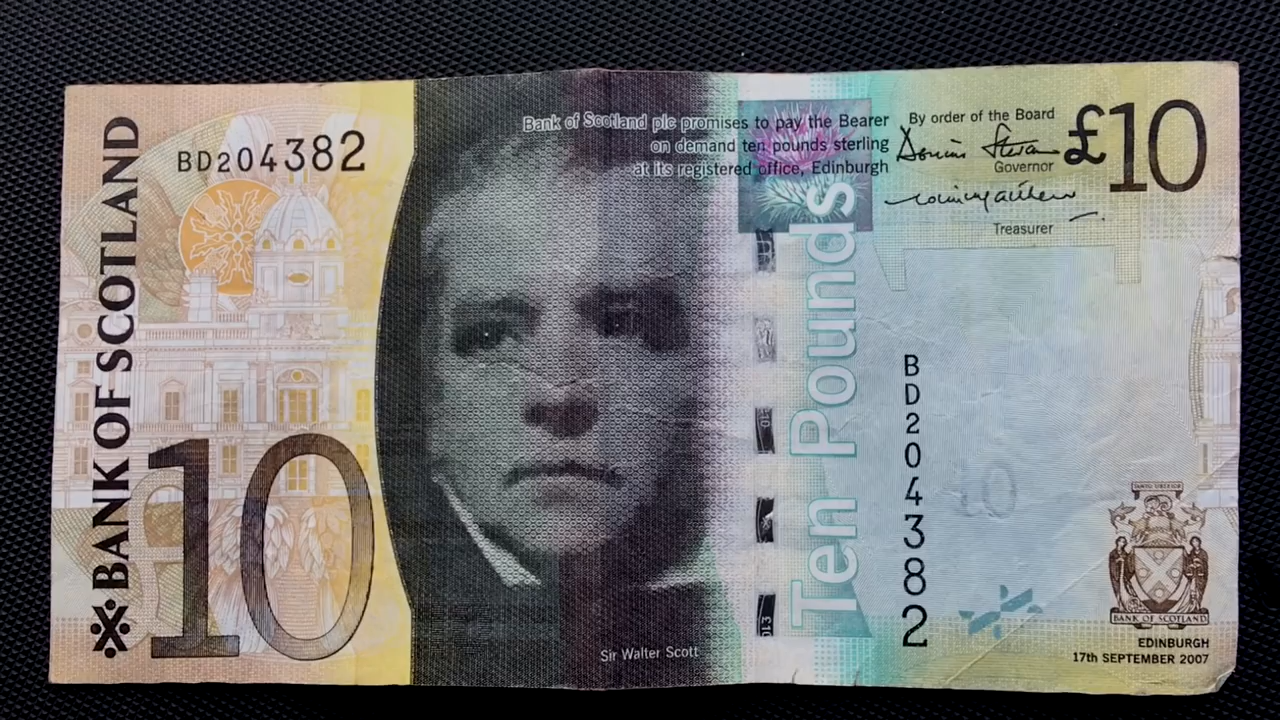 BANK OF SCOTLAND
BD204382
10
Bank of Scotland plc promises to pay the Bearer
on demand ten pounds sterling
at its registered office, Edinburgh
By order of the Board
Governor
Treasurer
£10
Ten Pounds
BD204382
Sir Walter Scott
BANK OF SCOTLAND
EDINBURGH
17th SEPTEMBER 2007